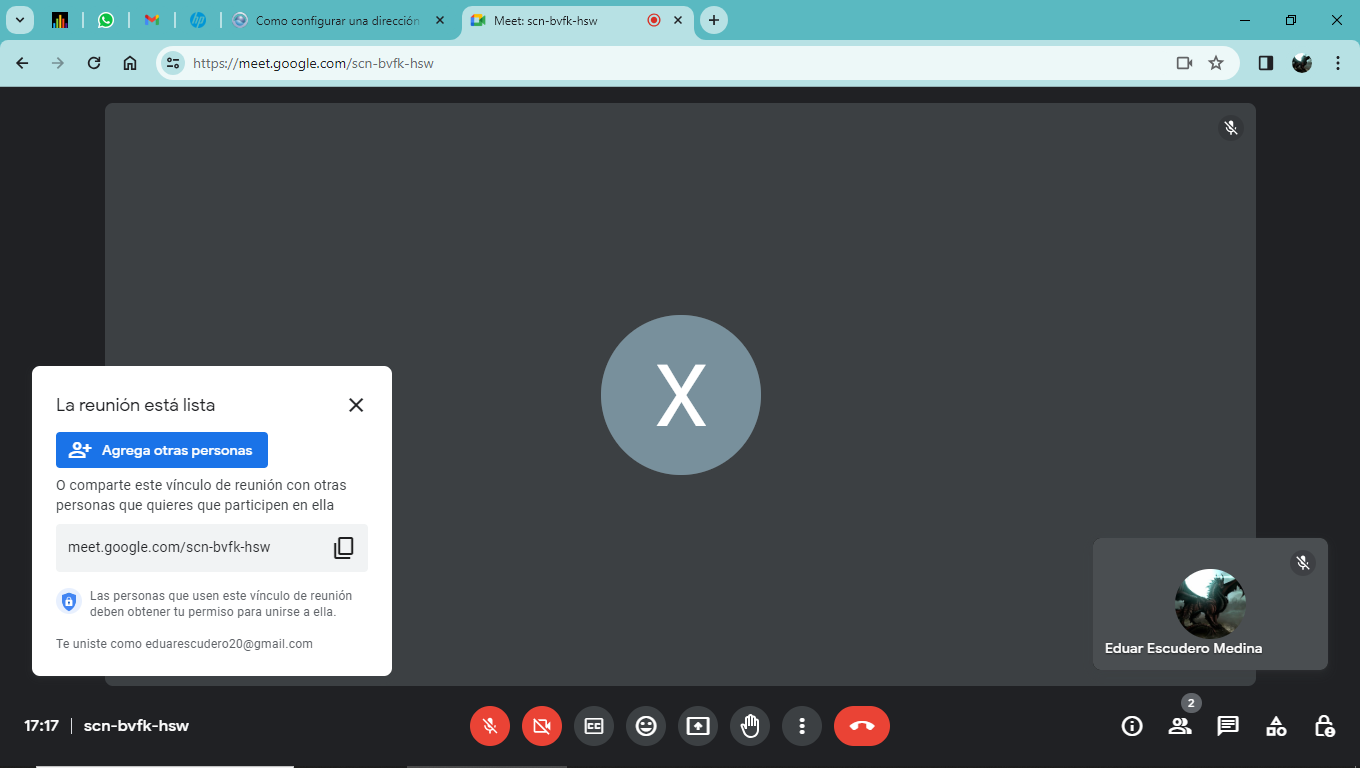 Como configurar una dirección
Meet: scn-bvfk-hsw
https://meet.google.com/scn-bvfk-hsw
X
La reunión está lista
Agrega otras personas
O comparte este vínculo de reunión con otras
personas que quieres que participen en ella
meet.google.com/scn-bvfk-hsw
Las personas que usen este vínculo de reunión
deben obtener tu permiso para unirse a ella.
Te uniste como eduarescudero20@gmail.com
Eduar Escudero Medina
17:17 | scn-bvfk-hsw
CC
2